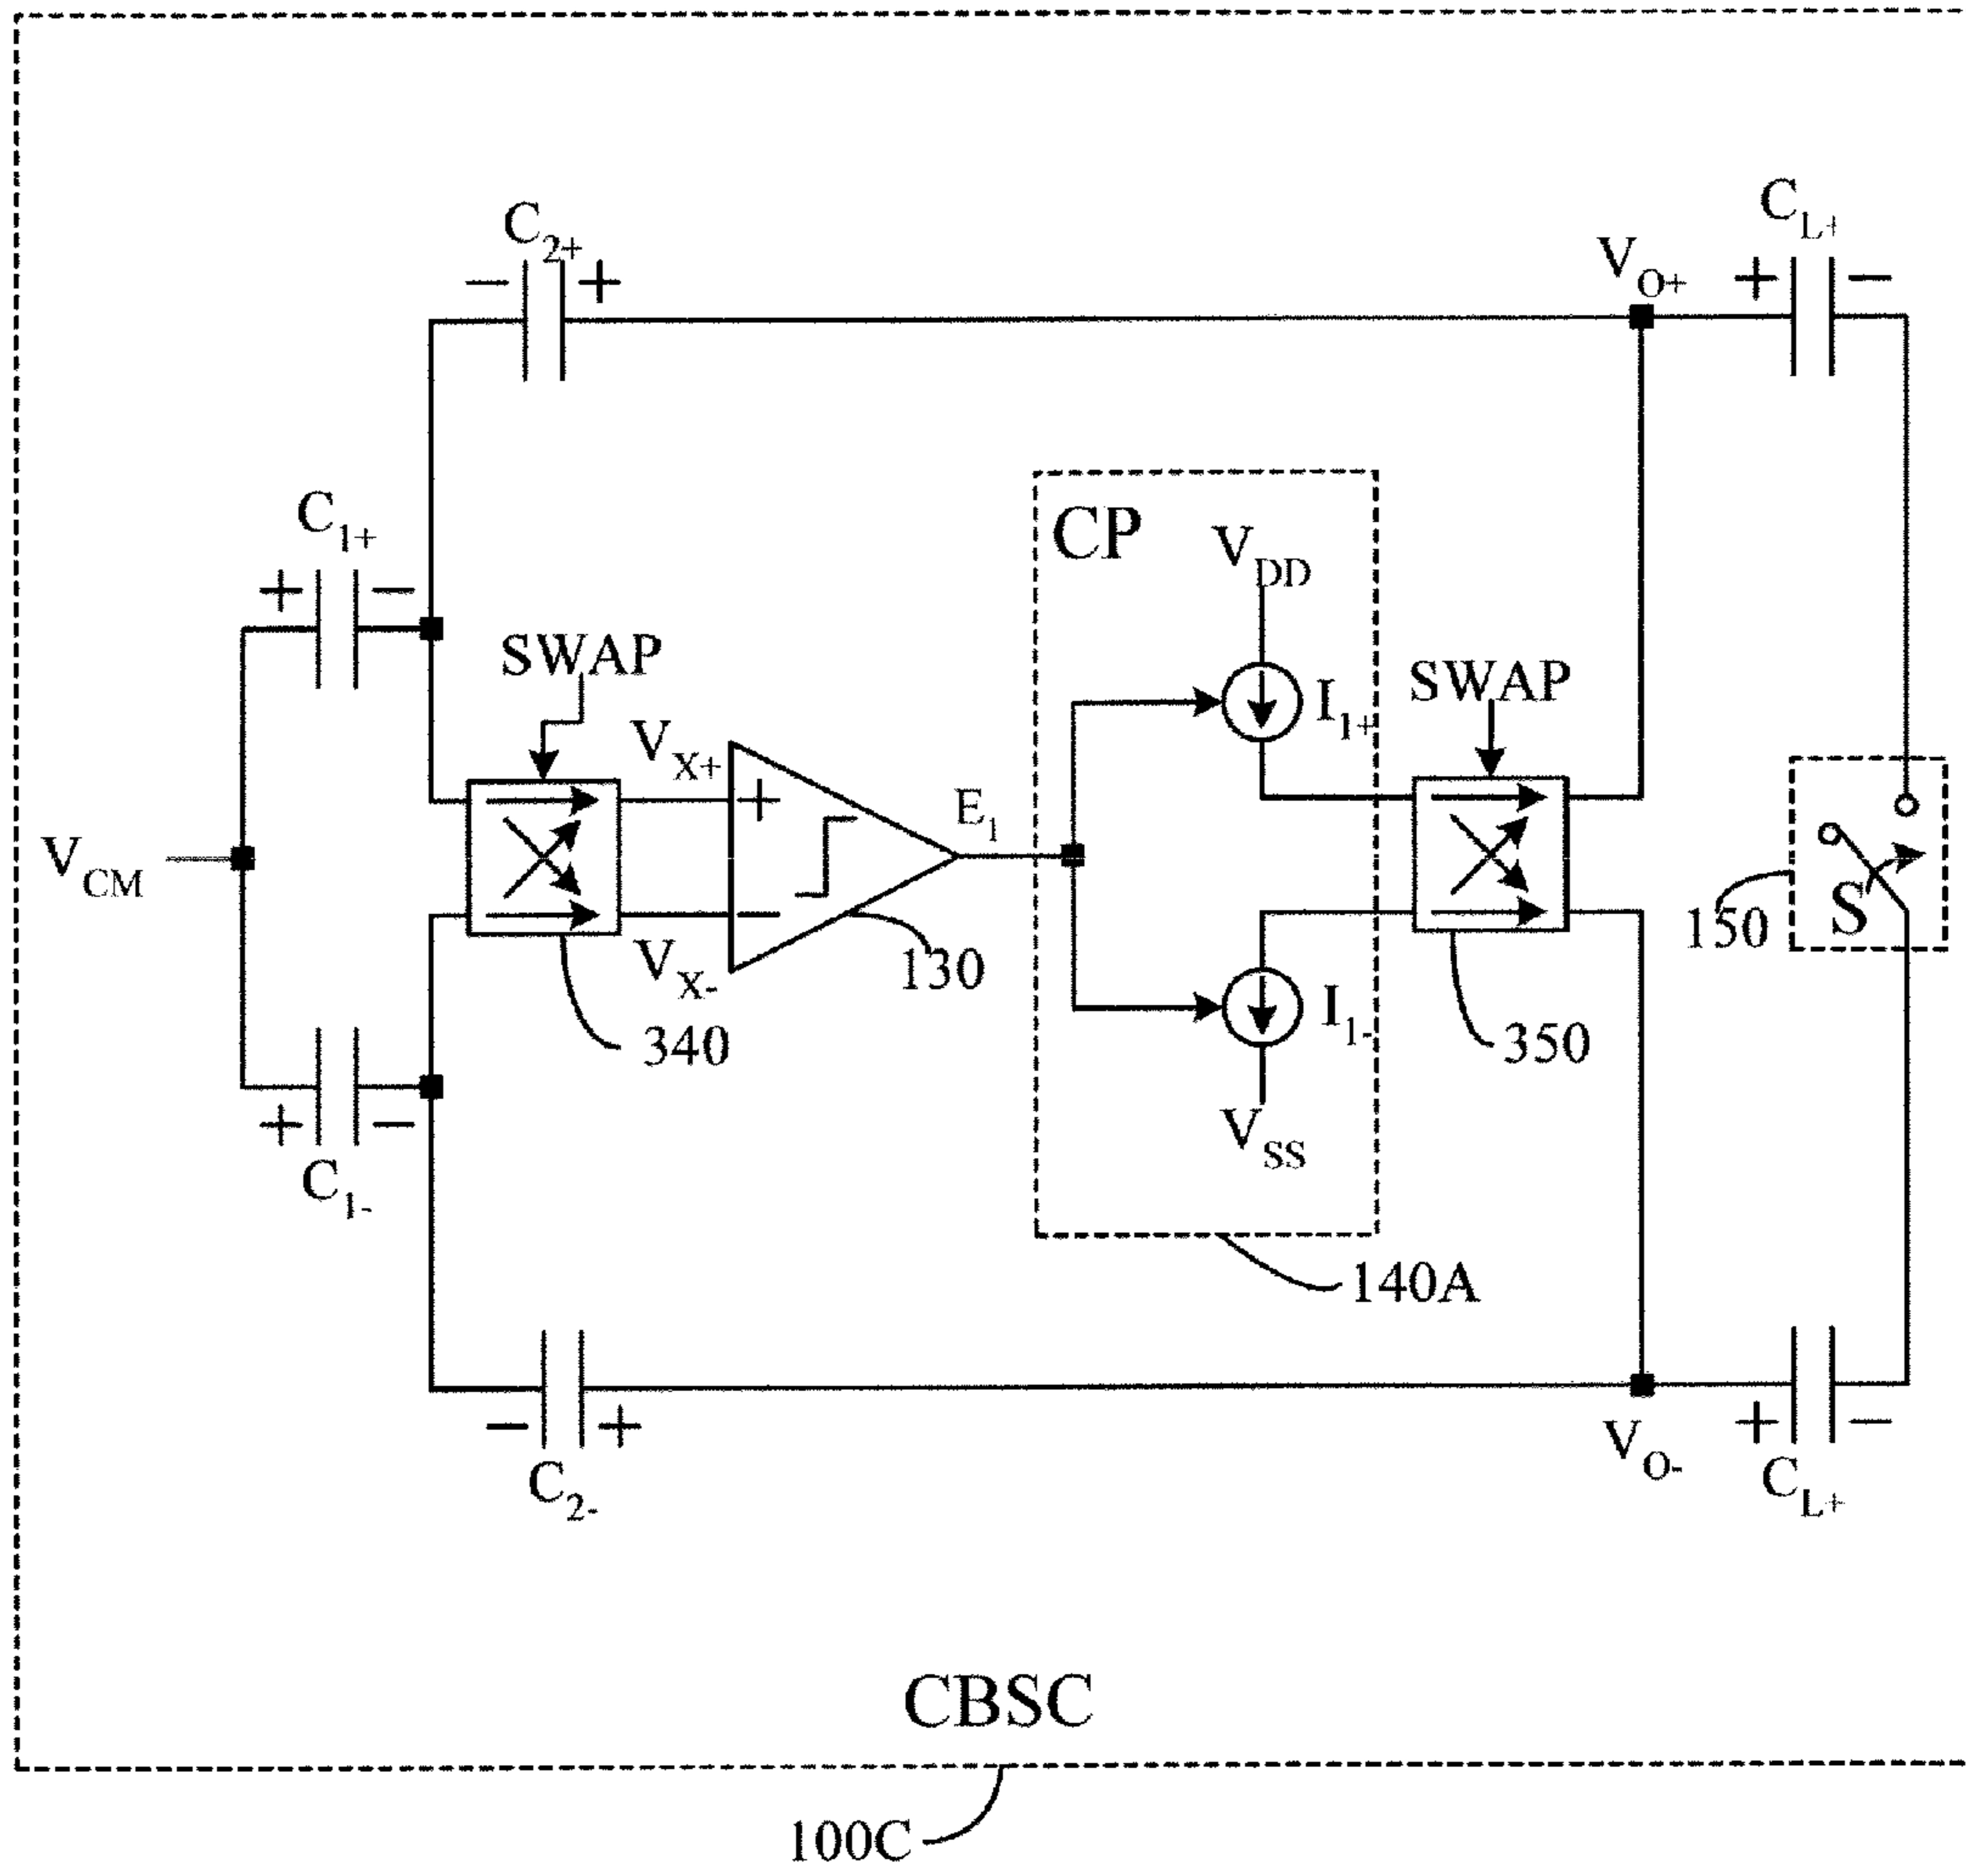 C2+
− +
CL+
VO+
+ −
C1+
+ −
CP
VDD
SWAP
SWAP
I1+
VX+
+
E1
VCM
−
S
150
VX-
130
340
I1-
350
VSS
+ −
C1-
140A
− +
C2-
VO-
+ −
CL+
CBSC
100C